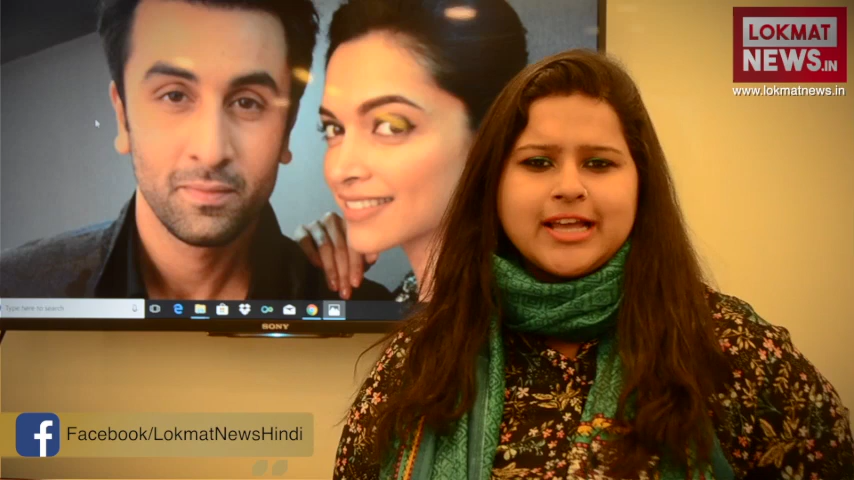 LOKMAT
NEWS.IN
www.lokmatnews.in
Type here to search
SONY
Facebook/LokmatNewsHindi